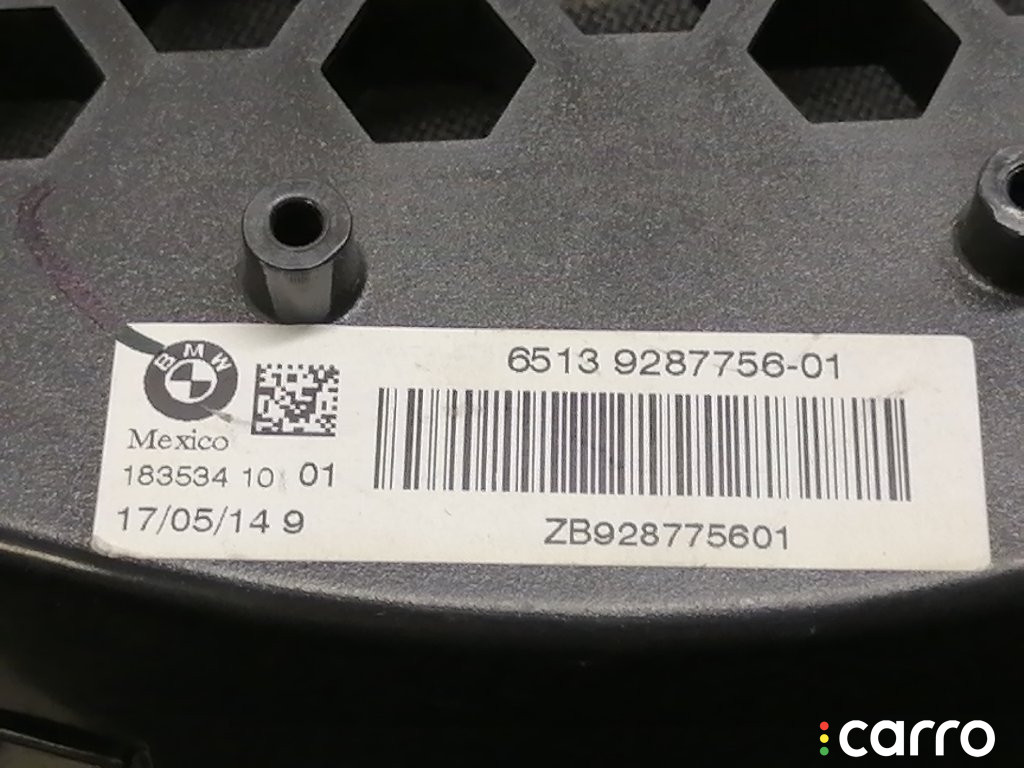 6513 9287756-01
BMW
Mexico
183534 10 01
17/05/14 9
ZB928775601
carro